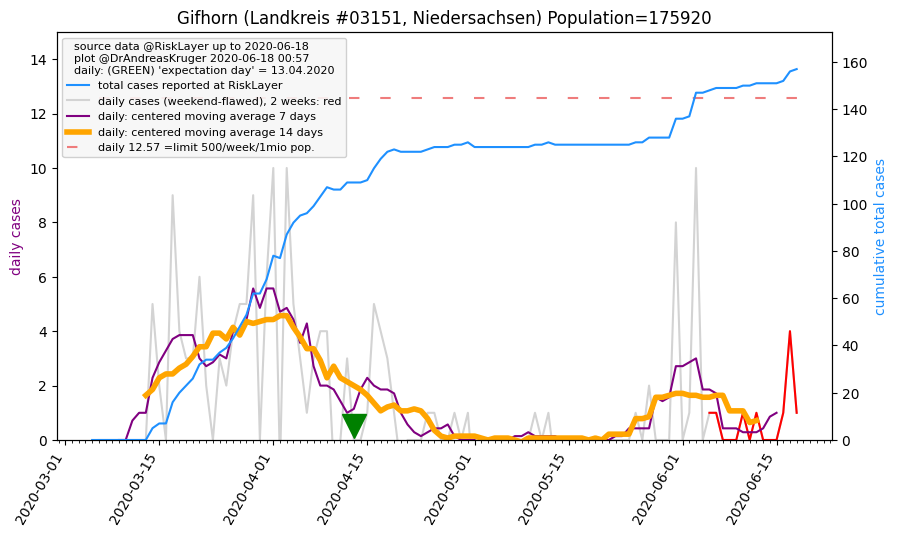 Gifhorn (Landkreis #03151, Niedersachsen) Population=175920
source data @RiskLayer up to 2020-06-18
plot @DrAndreasKruger 2020-06-18 00:57
daily: (GREEN) 'expectation day' = 13.04.2020
total cases reported at RiskLayer
daily cases (weekend-flawed), 2 weeks: red
daily: centered moving average 7 days
daily: centered moving average 14 days
daily 12.57 =limit 500/week/1mio pop.
daily cases
14
12
10
8
6
4
2
0
cumulative total cases
160
140
120
100
80
60
40
20
0
2020-03-01
2020-03-15
2020-04-01
2020-04-15
2020-05-01
2020-05-15
2020-06-01
2020-06-15